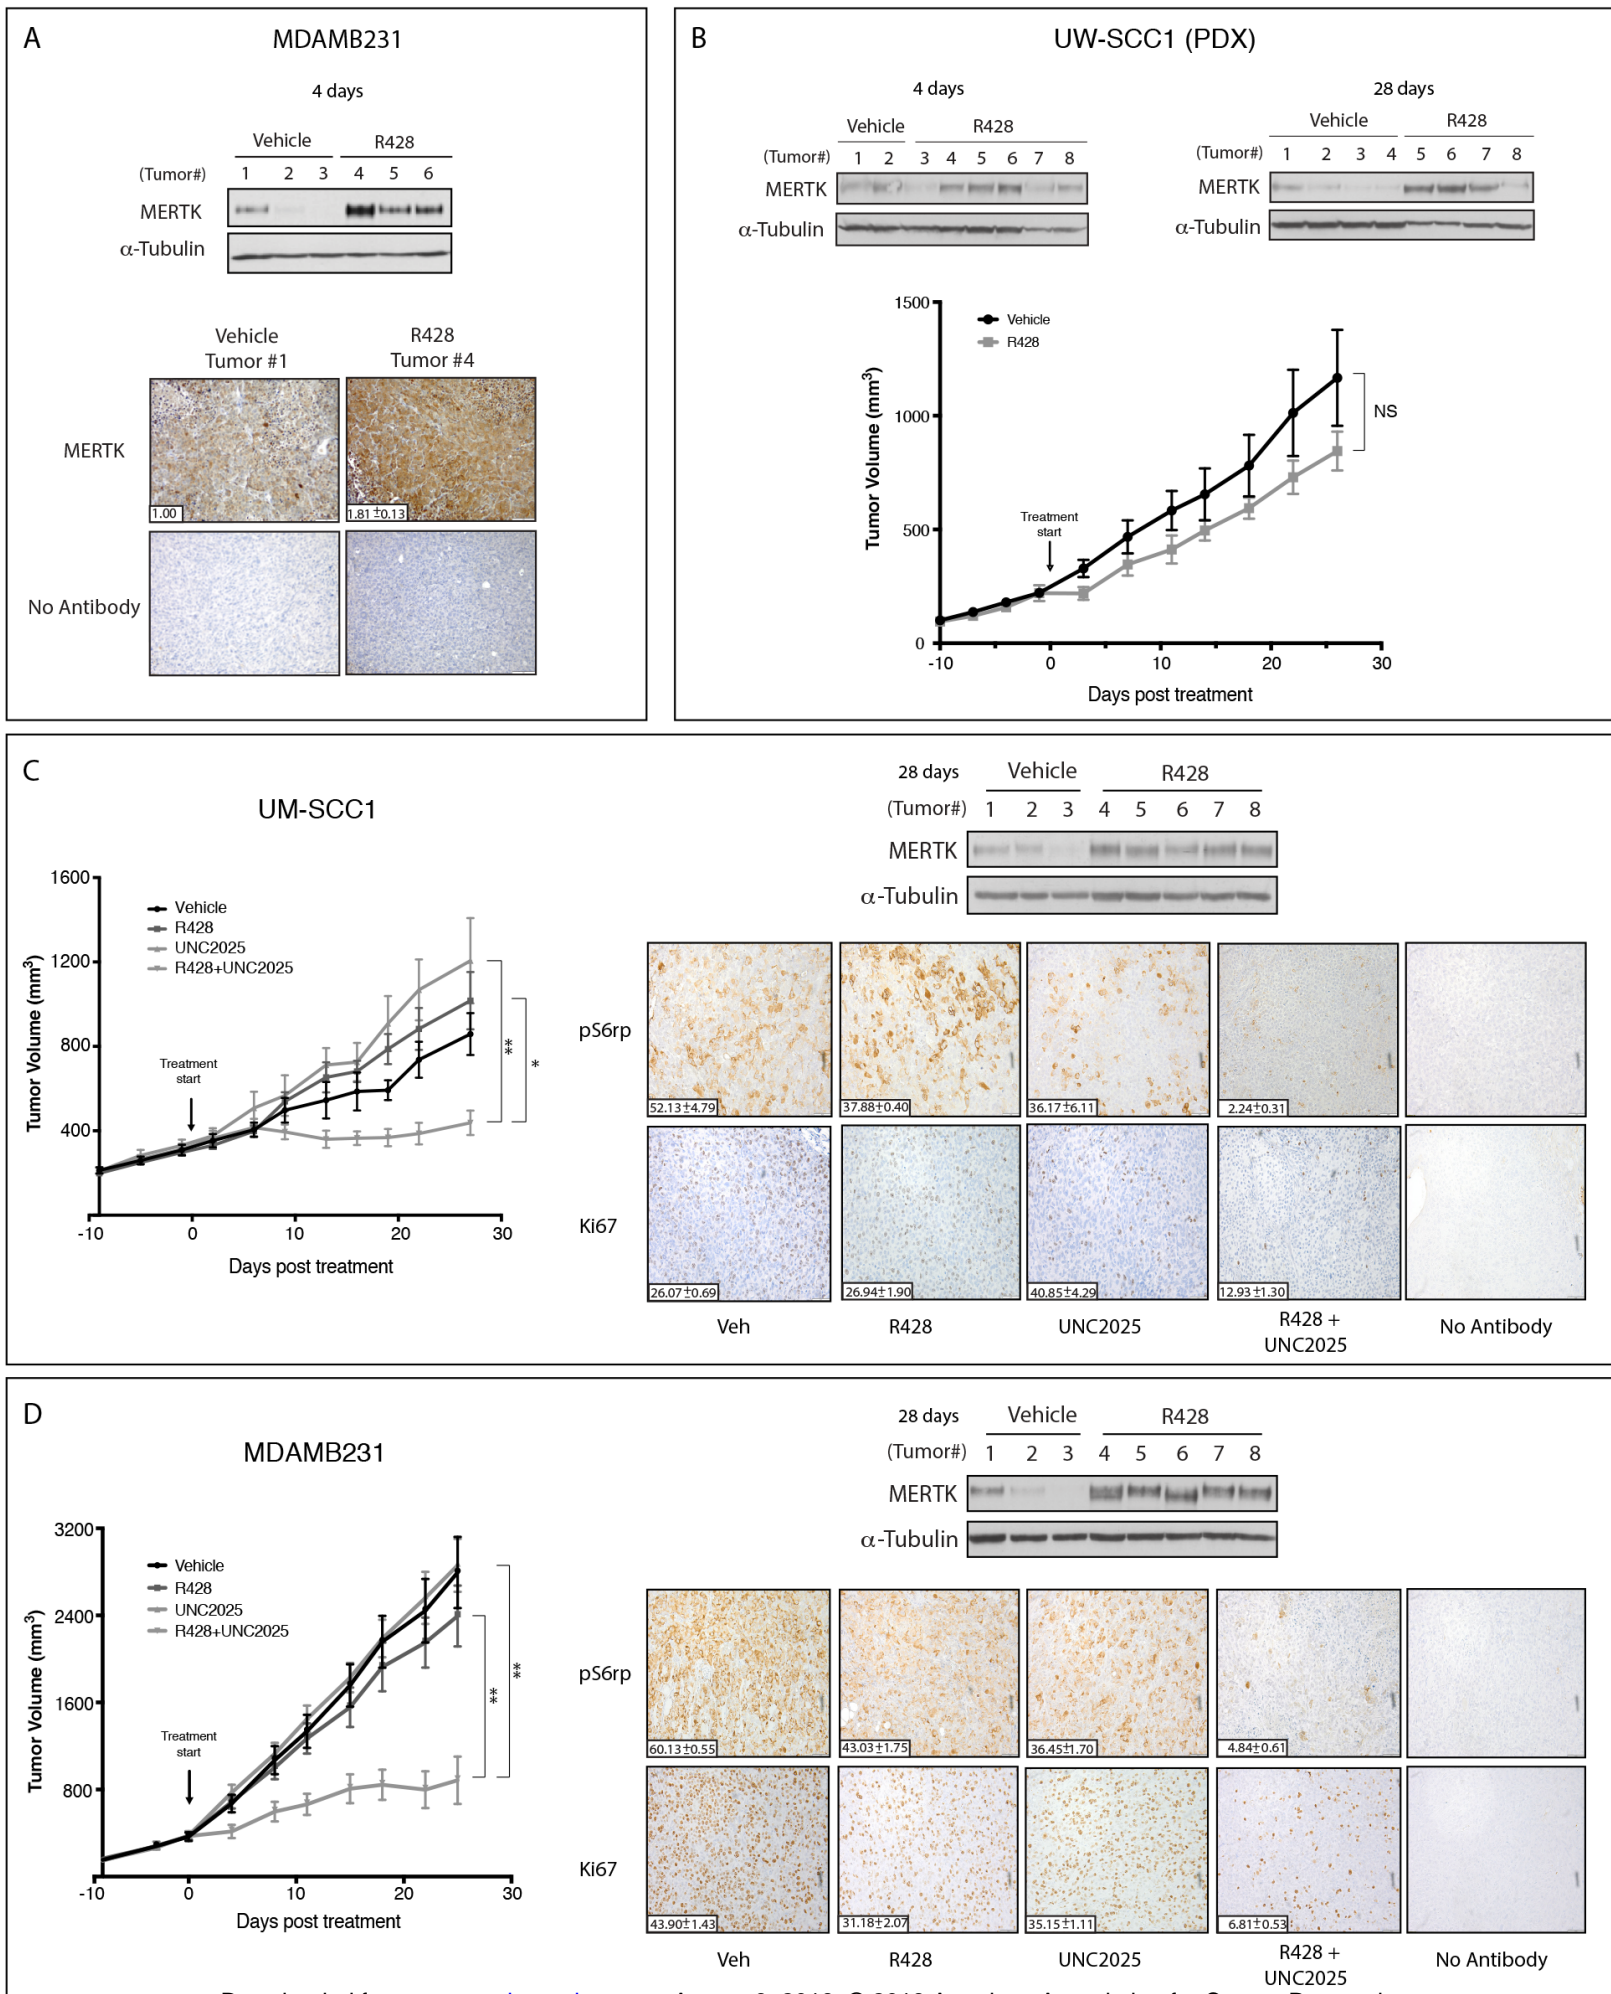 A
MDAMB231
4 days
Vehicle R428
(Tumor#) 1 2 3 4 5 6
MERTK
α-Tubulin
Vehicle
Tumor #1
R428
Tumor #4
MERTK
1.00
1.81±0.13
No Antibody
B
UW-SCC1 (PDX)
4 days
Vehicle R428
(Tumor#) 1 2 3 4 5 6 7 8
MERTK
α-Tubulin
28 days
Vehicle R428
(Tumor#) 1 2 3 4 5 6 7 8
MERTK
α-Tubulin
1500
1000
500
0
Tumor Volume (mm3)
Vehicle
R428
Treatment
start
NS
-10 0 10 20 30
Days post treatment
C
UM-SCC1
1600
1200
800
400
Tumor Volume (mm3)
Vehicle
R428
UNC2025
R428+UNC2025
Treatment
start
**
*
-10 0 10 20 30
Days post treatment
28 days Vehicle R428
(Tumor#) 1 2 3 4 5 6 7 8
MERTK
α-Tubulin
pS6rp
52.13±4.79 37.88±0.40 36.17±6.11 2.24±0.31
Ki67
26.07±0.69 26.94±1.90 40.85±4.29 12.93±1.30
Veh R428 UNC2025 R428 + No Antibody
UNC2025
D
MDAMB231
3200
2400
1600
800
Tumor Volume (mm3)
Vehicle
R428
UNC2025
R428+UNC2025
Treatment
start
**
**
-10 0 10 20 30
Days post treatment
28 days Vehicle R428
(Tumor#) 1 2 3 4 5 6 7 8
MERTK
α-Tubulin
pS6rp
60.13±0.55 43.03±1.75 36.45±1.70 4.84±0.61
Ki67
43.90±1.43 31.18±2.07 35.15±1.11 6.81±0.53
Veh R428 UNC2025 R428 + No Antibody
UNC2025